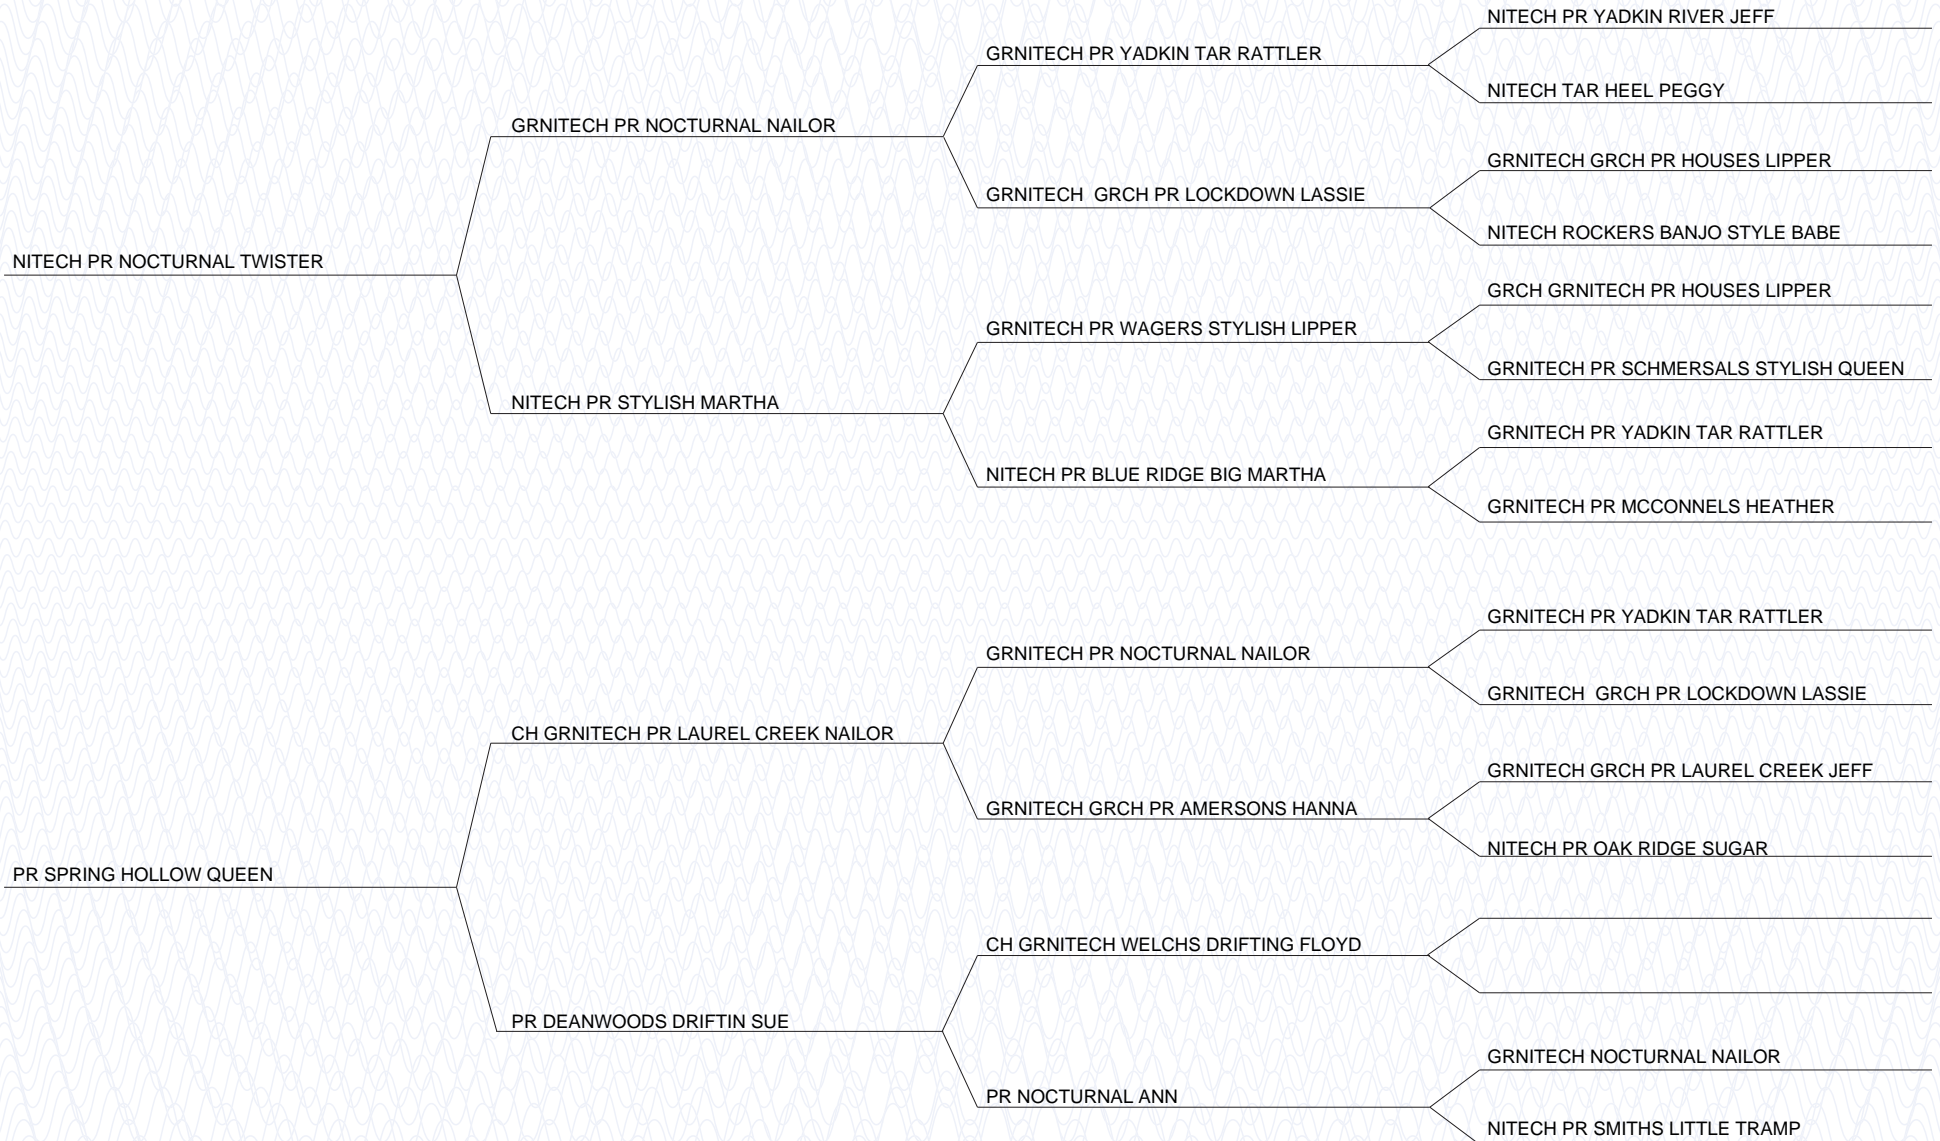 NITECH PR YADKIN RIVER JEFF
GRNITECH PR YADKIN TAR RATTLER
NITECH TAR HEEL PEGGY
GRNITECH PR NOCTURNAL NAILOR
GRNITECH GRCH PR HOUSES LIPPER
GRNITECH  GRCH PR LOCKDOWN LASSIE
NITECH ROCKERS BANJO STYLE BABE
NITECH PR NOCTURNAL TWISTER
GRCH GRNITECH PR HOUSES LIPPER
GRNITECH PR WAGERS STYLISH LIPPER
GRNITECH PR SCHMERSALS STYLISH QUEEN
NITECH PR STYLISH MARTHA
GRNITECH PR YADKIN TAR RATTLER
NITECH PR BLUE RIDGE BIG MARTHA
GRNITECH PR MCCONNELS HEATHER
GRNITECH PR YADKIN TAR RATTLER
GRNITECH PR NOCTURNAL NAILOR
GRNITECH  GRCH PR LOCKDOWN LASSIE
CH GRNITECH PR LAUREL CREEK NAILOR
GRNITECH GRCH PR LAUREL CREEK JEFF
GRNITECH GRCH PR AMERSONS HANNA
NITECH PR OAK RIDGE SUGAR
PR SPRING HOLLOW QUEEN
CH GRNITECH WELCHS DRIFTING FLOYD
PR DEANWOODS DRIFTIN SUE
GRNITECH NOCTURNAL NAILOR
PR NOCTURNAL ANN
NITECH PR SMITHS LITTLE TRAMP